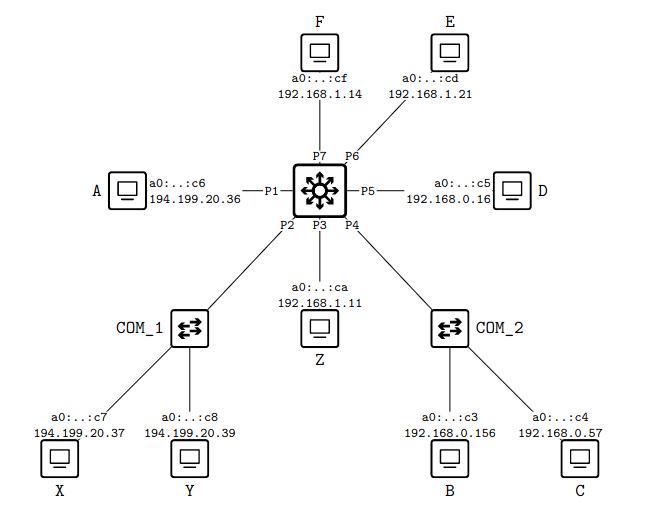 F
E
a0:..:cf
a0:..:cd
192.168.1.14
192.168.1.21
P7
P6
A
a0:..:c6
194.199.20.36
P1
P5
a0:..:c5
192.168.0.16
D
P2
P3
P4
a0:..:ca
192.168.1.11
COM_1
COM_2
Z
a0:..:c7
a0:..:c8
a0:..:c3
a0:..:c4
194.199.20.37
194.199.20.39
192.168.0.156
192.168.0.57
X
Y
B
C